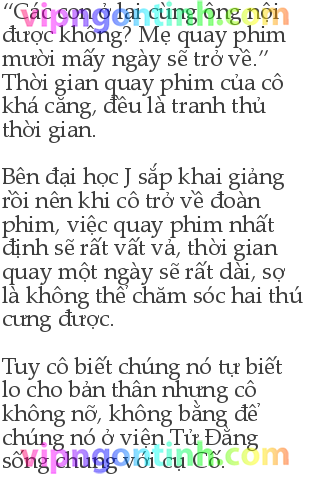 “Các con ở lại cùng ông nội
được không? Mẹ quay phim
mười mấy ngày sẽ trở về.”
Thời gian quay phim của cô
khá căng, đều là tranh thủ
thời gian.
Bên đại học J sắp khai giảng
rồi nên khi cô trở về đoàn
phim, việc quay phim nhất
định sẽ rất vất vả, thời gian
quay một ngày sẽ rất dài, sợ
là không thể chăm sóc hai thú
cưng được.
Tuy cô biết chúng nó tự biết
lo cho bản thân nhưng cô
không nỡ, không bằng để
chúng nó ở viện Tử Đằng
sống chung với cụ Cố.
vipngontinh.com
vipngontinh.com